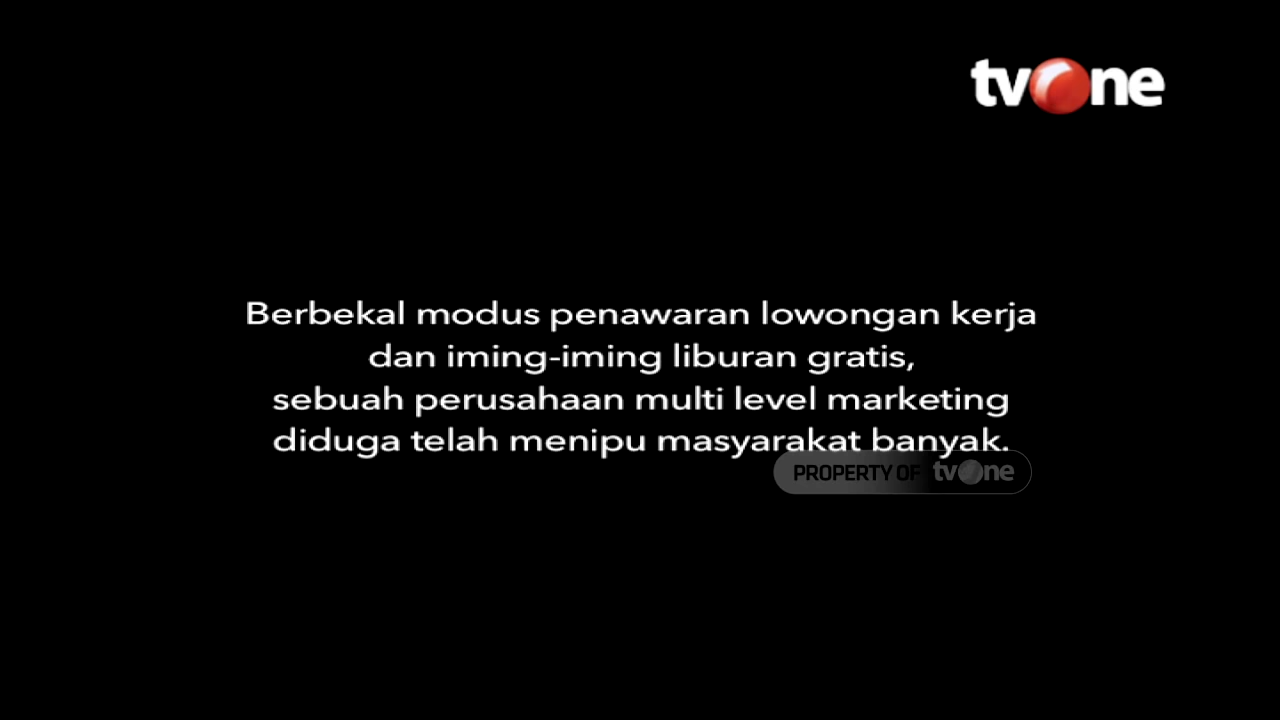 tvOne
Berbekal modus penawaran lowongan kerja
dan iming-iming liburan gratis,
sebuah perusahaan multi level marketing
diduga telah menipu masyarakat banyak.
PROPERTY OF tvOne